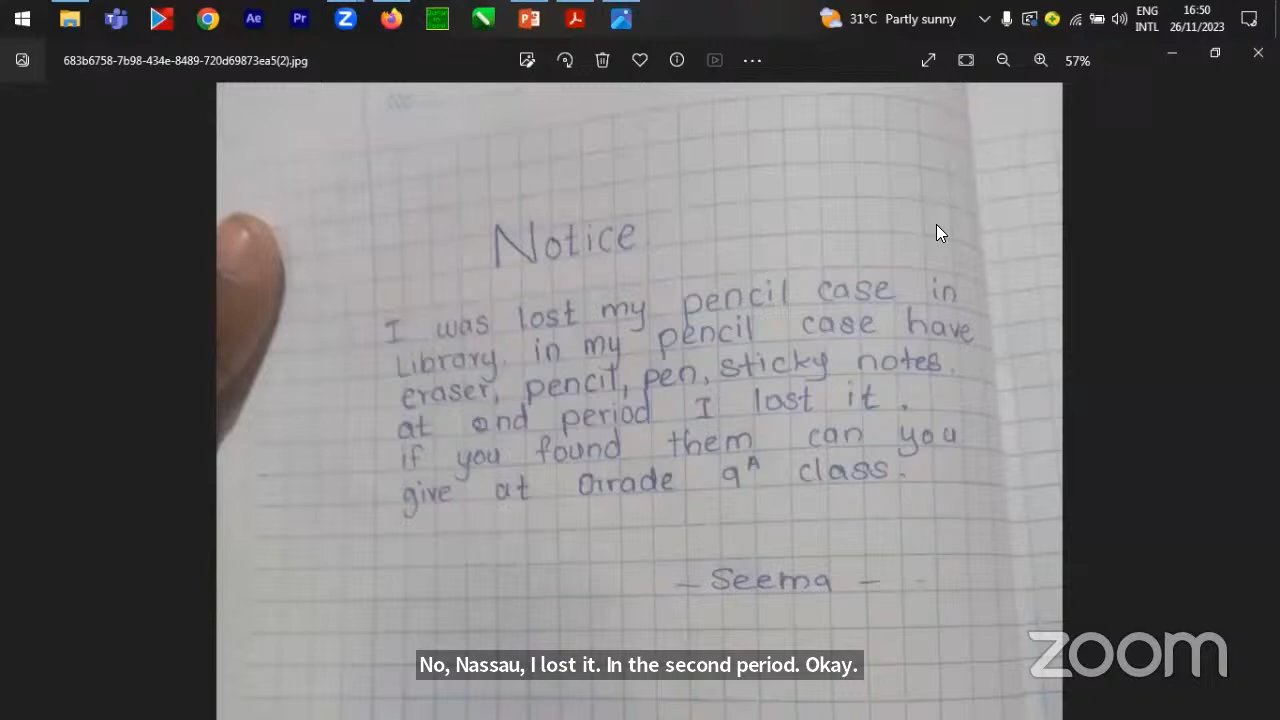 Ae
Pr
31°C Partly sunny
ENG
INTL
16:50
26/11/2023
683b6758-7b98-434e-8489-720d69873ea5(2).jpg
57%
Notice
I was lost my pencil case in
Library. in my pencil case have
eraser, pencil, pen, sticky notes.
at 2nd period I lost it.
if you found them can you
give at Grade 9A class.
- Seema -
No, Nassau, I lost it. In the second period. Okay.
zoom